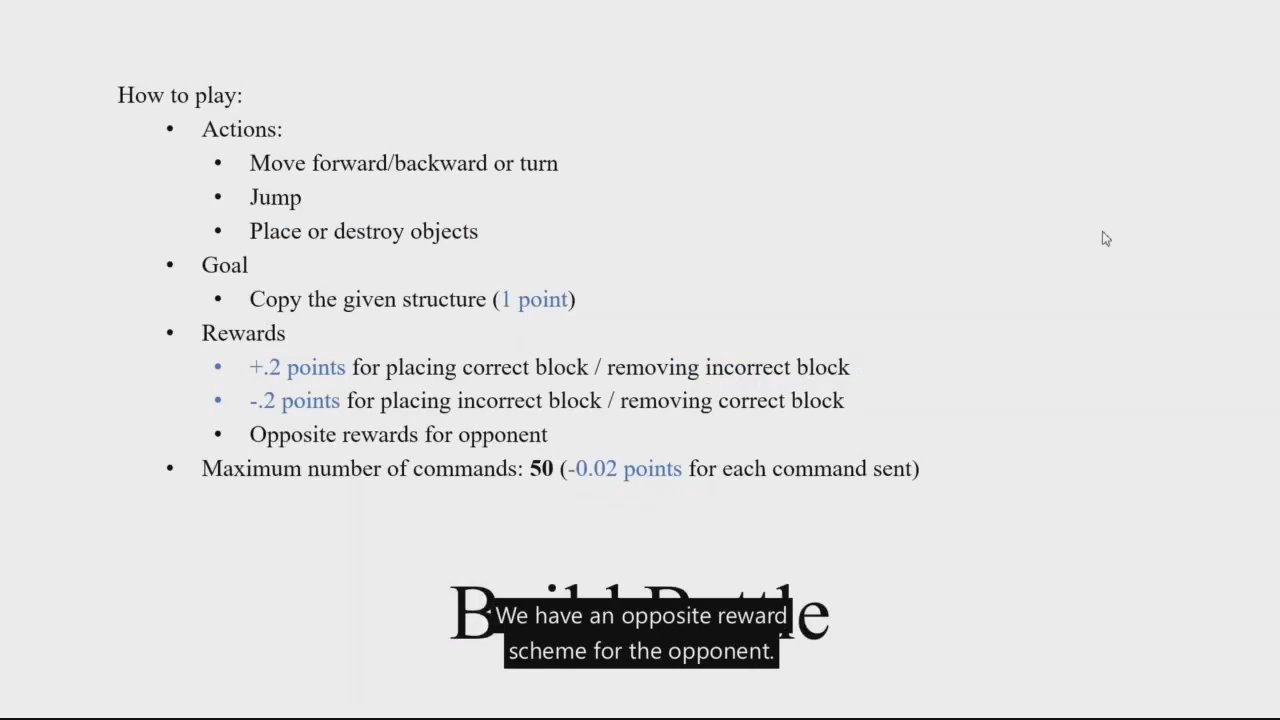 How to play:
• Actions:
• Move forward/backward or turn
• Jump
• Place or destroy objects
• Goal
• Copy the given structure (1 point)
• Rewards
• +.2 points for placing correct block / removing incorrect block
• -.2 points for placing incorrect block / removing correct block
• Opposite rewards for opponent
• Maximum number of commands: 50 (-0.02 points for each command sent)
Build Battle
We have an opposite reward
scheme for the opponent.